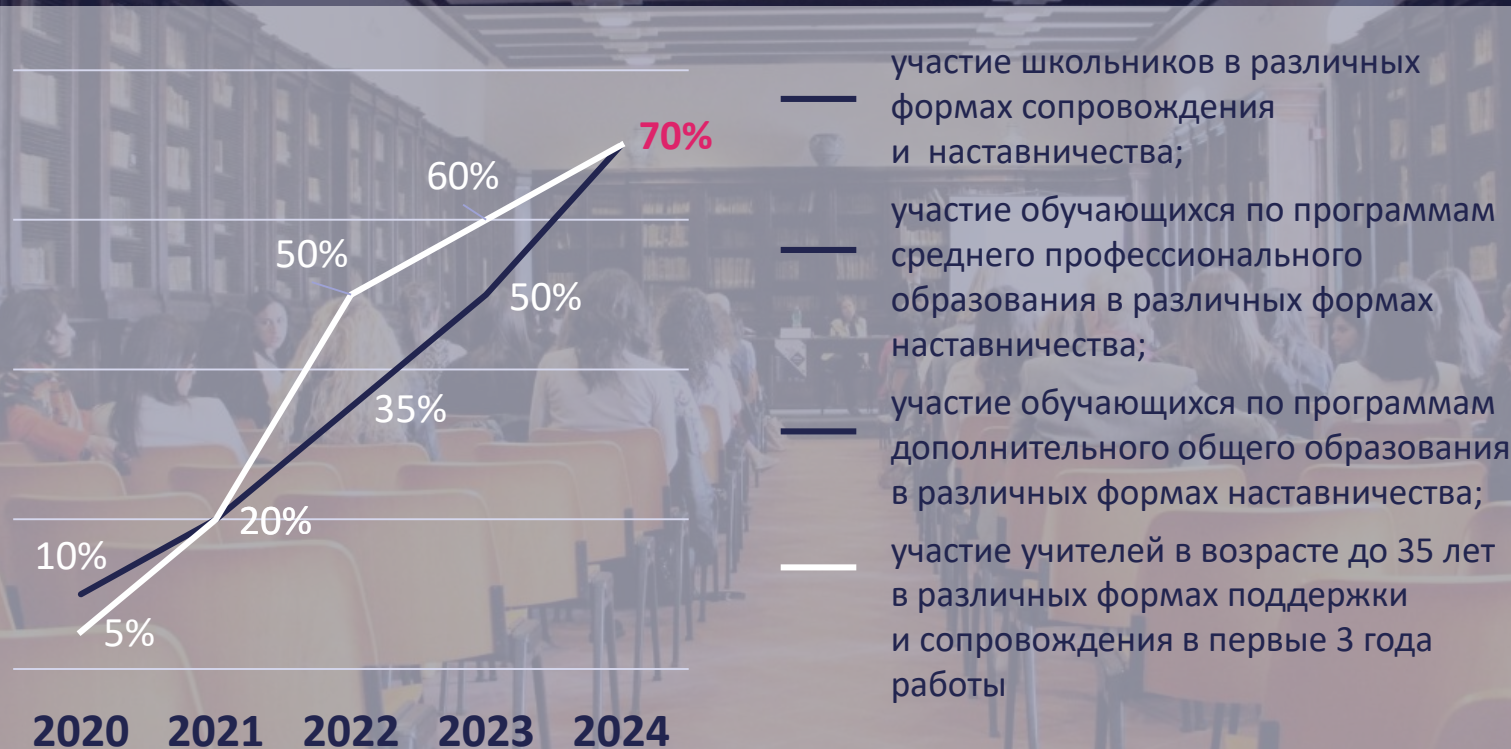 70%
60%
50%
50%
35%
20%
10%
5%
2020 2021 2022 2023 2024
участие школьников в различных
формах сопровождения
и наставничества;
участие обучающихся по программам
среднего профессионального
образования в различных формах
наставничества;
участие обучающихся по программам
дополнительного общего образования
в различных формах наставничества;
участие учителей в возрасте до 35 лет
в различных формах поддержки
и сопровождения в первые 3 года
работы